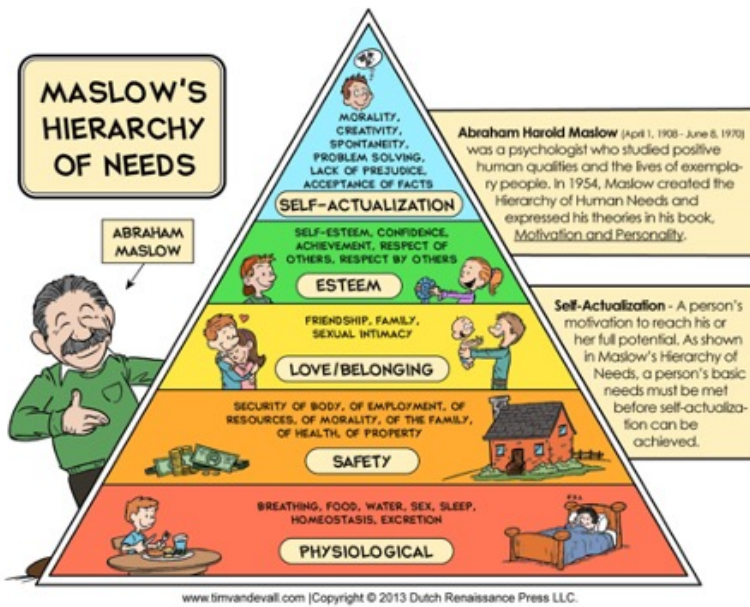 MASLOW'S
HIERARCHY
OF NEEDS
ABRAHAM
MASLOW
MORALITY,
CREATIVITY,
SPONTANEITY,
PROBLEM SOLVING,
LACK OF PREJUDICE,
ACCEPTANCE OF FACTS
SELF-ACTUALIZATION
SELF-ESTEEM, CONFIDENCE,
ACHIEVEMENT, RESPECT OF
OTHERS, RESPECT BY OTHERS
ESTEEM
FRIENDSHIP, FAMILY,
SEXUAL INTIMACY
LOVE/BELONGING
SECURITY OF BODY, OF EMPLOYMENT, OF
RESOURCES, OF MORALITY, OF THE FAMILY,
OF HEALTH, OF PROPERTY
SAFETY
BREATHING, FOOD, WATER, SEX, SLEEP,
HOMEOSTASIS, EXCRETION
PHYSIOLOGICAL
Abraham Harold Maslow (April 1, 1908 - June 8, 1970)
was a psychologist who studied positive
human qualities and the lives of exempla-
ry people. In 1954, Maslow created the
Hierarchy of Human Needs and
expressed his theories in his book,
Motivation and Personality.
Self-Actualization - A person's
motivation to reach his or
her full potential. As shown
in Maslow's Hierarchy of
Needs, a person's basic
needs must be met
before self-actualiza-
tion can be
achieved.
www.timvandevall.com | Copyright © 2013 Dutch Renaissance Press LLC.